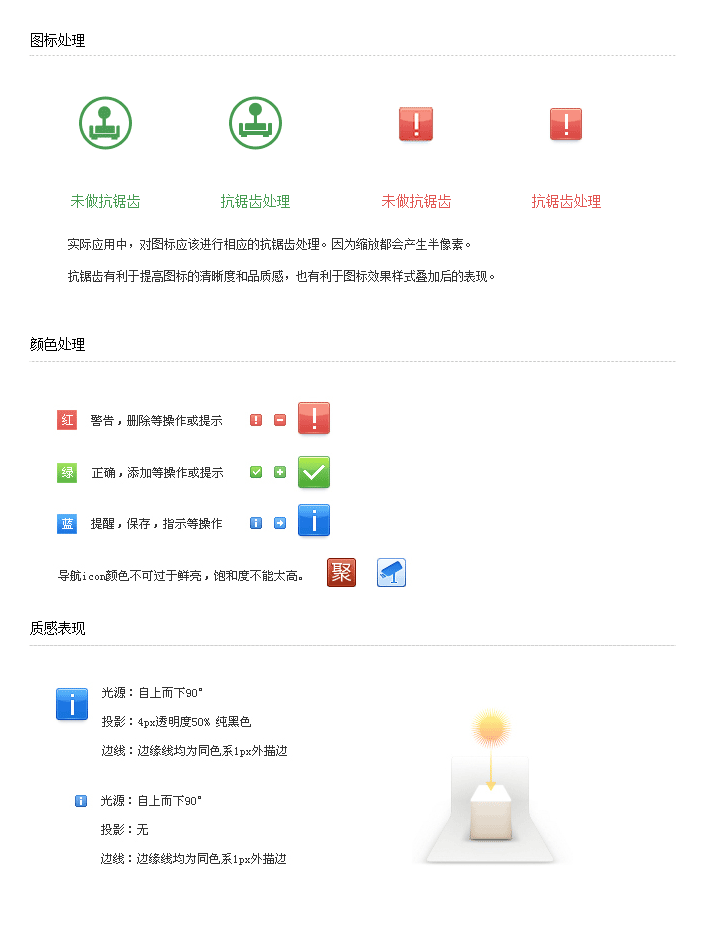 图标处理
未做抗锯齿 抗锯齿处理 未做抗锯齿 抗锯齿处理
实际应用中，对图标应该进行相应的抗锯齿处理。因为缩放都会产生半像素。
抗锯齿有利于提高图标的清晰度和品质感，也有利于图标效果样式叠加后的表现。
颜色处理
红 警告，删除等操作或提示
绿 正确，添加等操作或提示
蓝 提醒，保存，指示等操作
导航icon颜色不可过于鲜亮，饱和度不能太高。 聚
质感表现
光源：自上而下90°
投影：4px透明度50% 纯黑色
边线：边缘线均为同色系1px外描边
光源：自上而下90°
投影：无
边线：边缘线均为同色系1px外描边